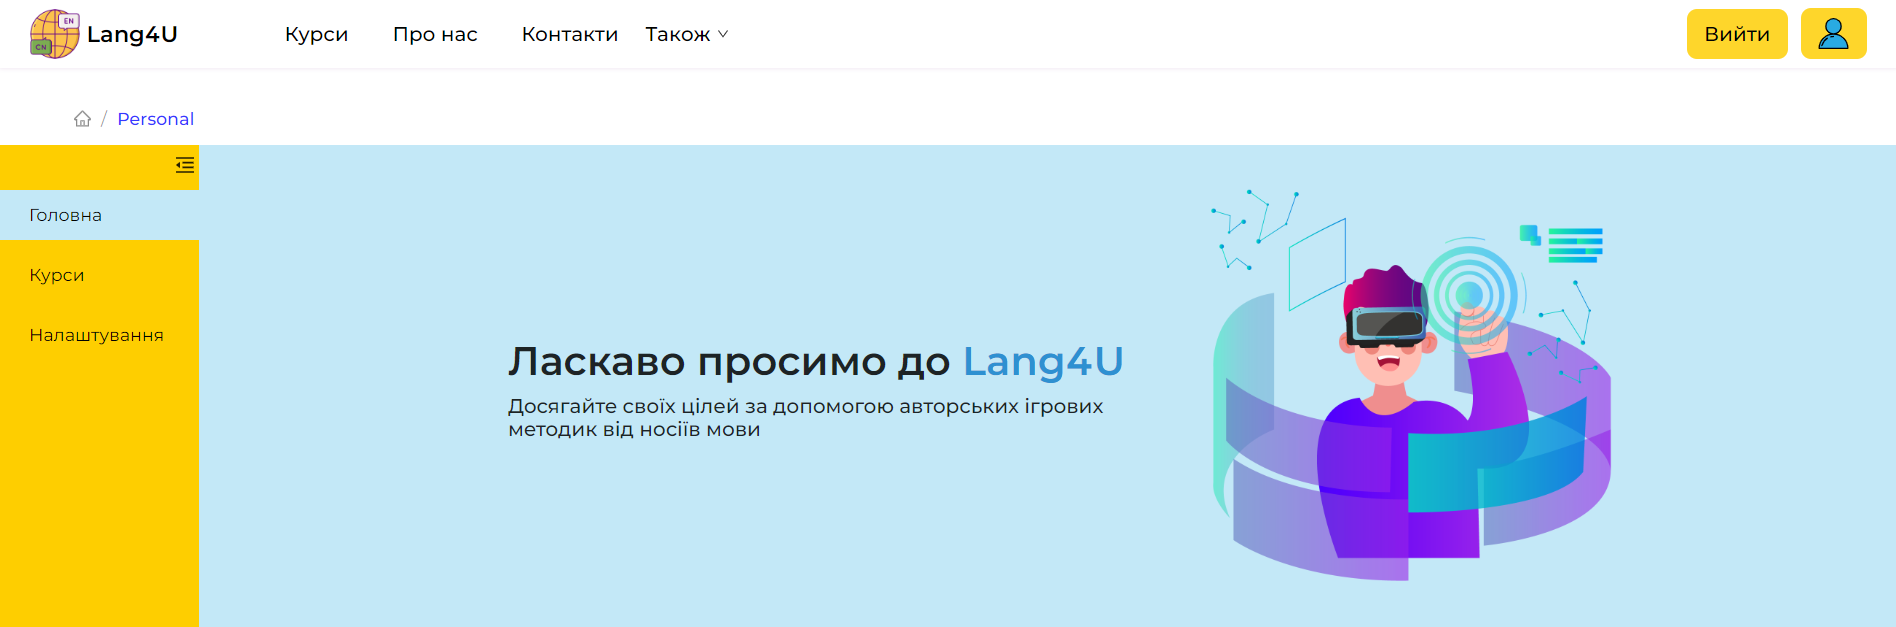 EN
CN
Lang4U
Курси
Про нас
Контакти
Також
Вийти
/ Personal
Головна
Курси
Налаштування
Ласкаво просимо до Lang4U
Досягайте своїх цілей за допомогою авторських ігрових
методик від носіїв мови